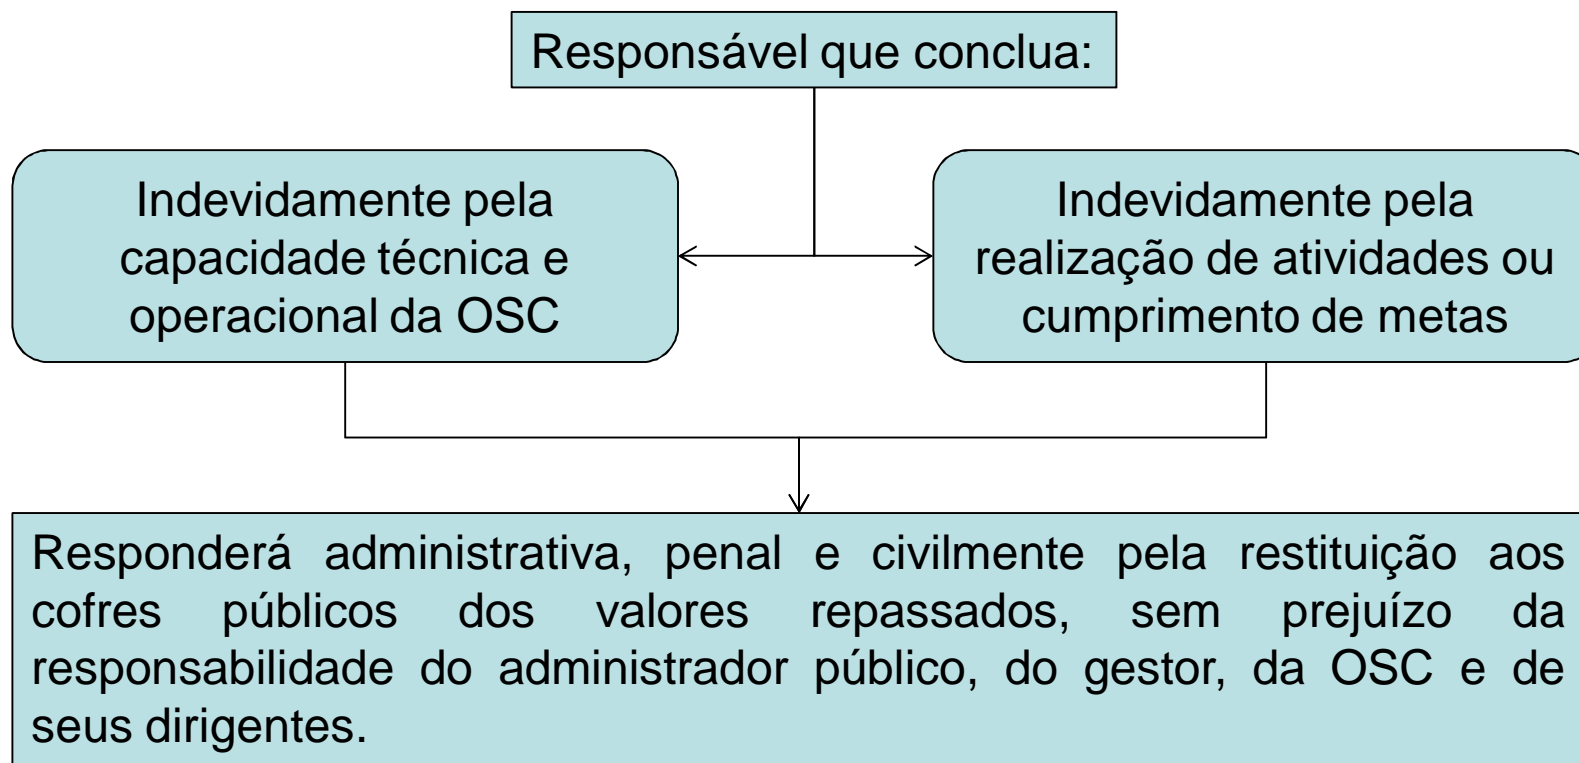 Responsável que conclua:
Indevidamente pela
capacidade técnica e
operacional da OSC
Indevidamente pela
realização de atividades ou
cumprimento de metas
Responderá administrativa, penal e civilmente pela restituição aos
cofres públicos dos valores repassados, sem prejuízo da
responsabilidade do administrador público, do gestor, da OSC e de
seus dirigentes.